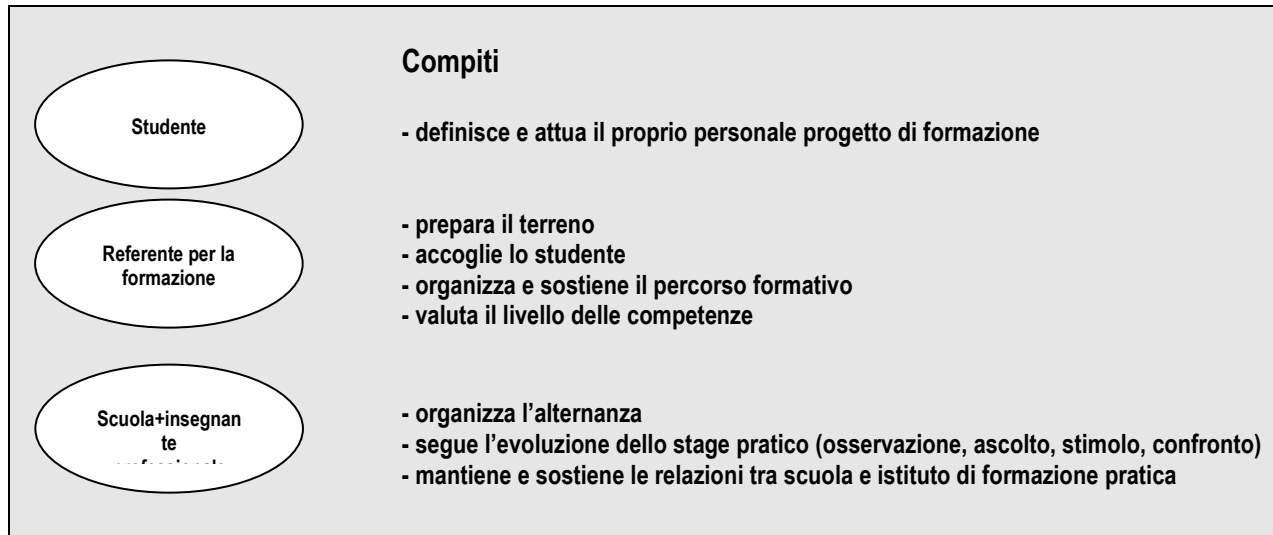 Compiti
Studente
- definisce e attua il proprio personale progetto di formazione
Referente per la
formazione
- prepara il terreno
- accoglie lo studente
- organizza e sostiene il percorso formativo
- valuta il livello delle competenze
Scuola+insegnan
te
- organizza l’alternanza
- segue l’evoluzione dello stage pratico (osservazione, ascolto, stimolo, confronto)
- mantiene e sostiene le relazioni tra scuola e istituto di formazione pratica